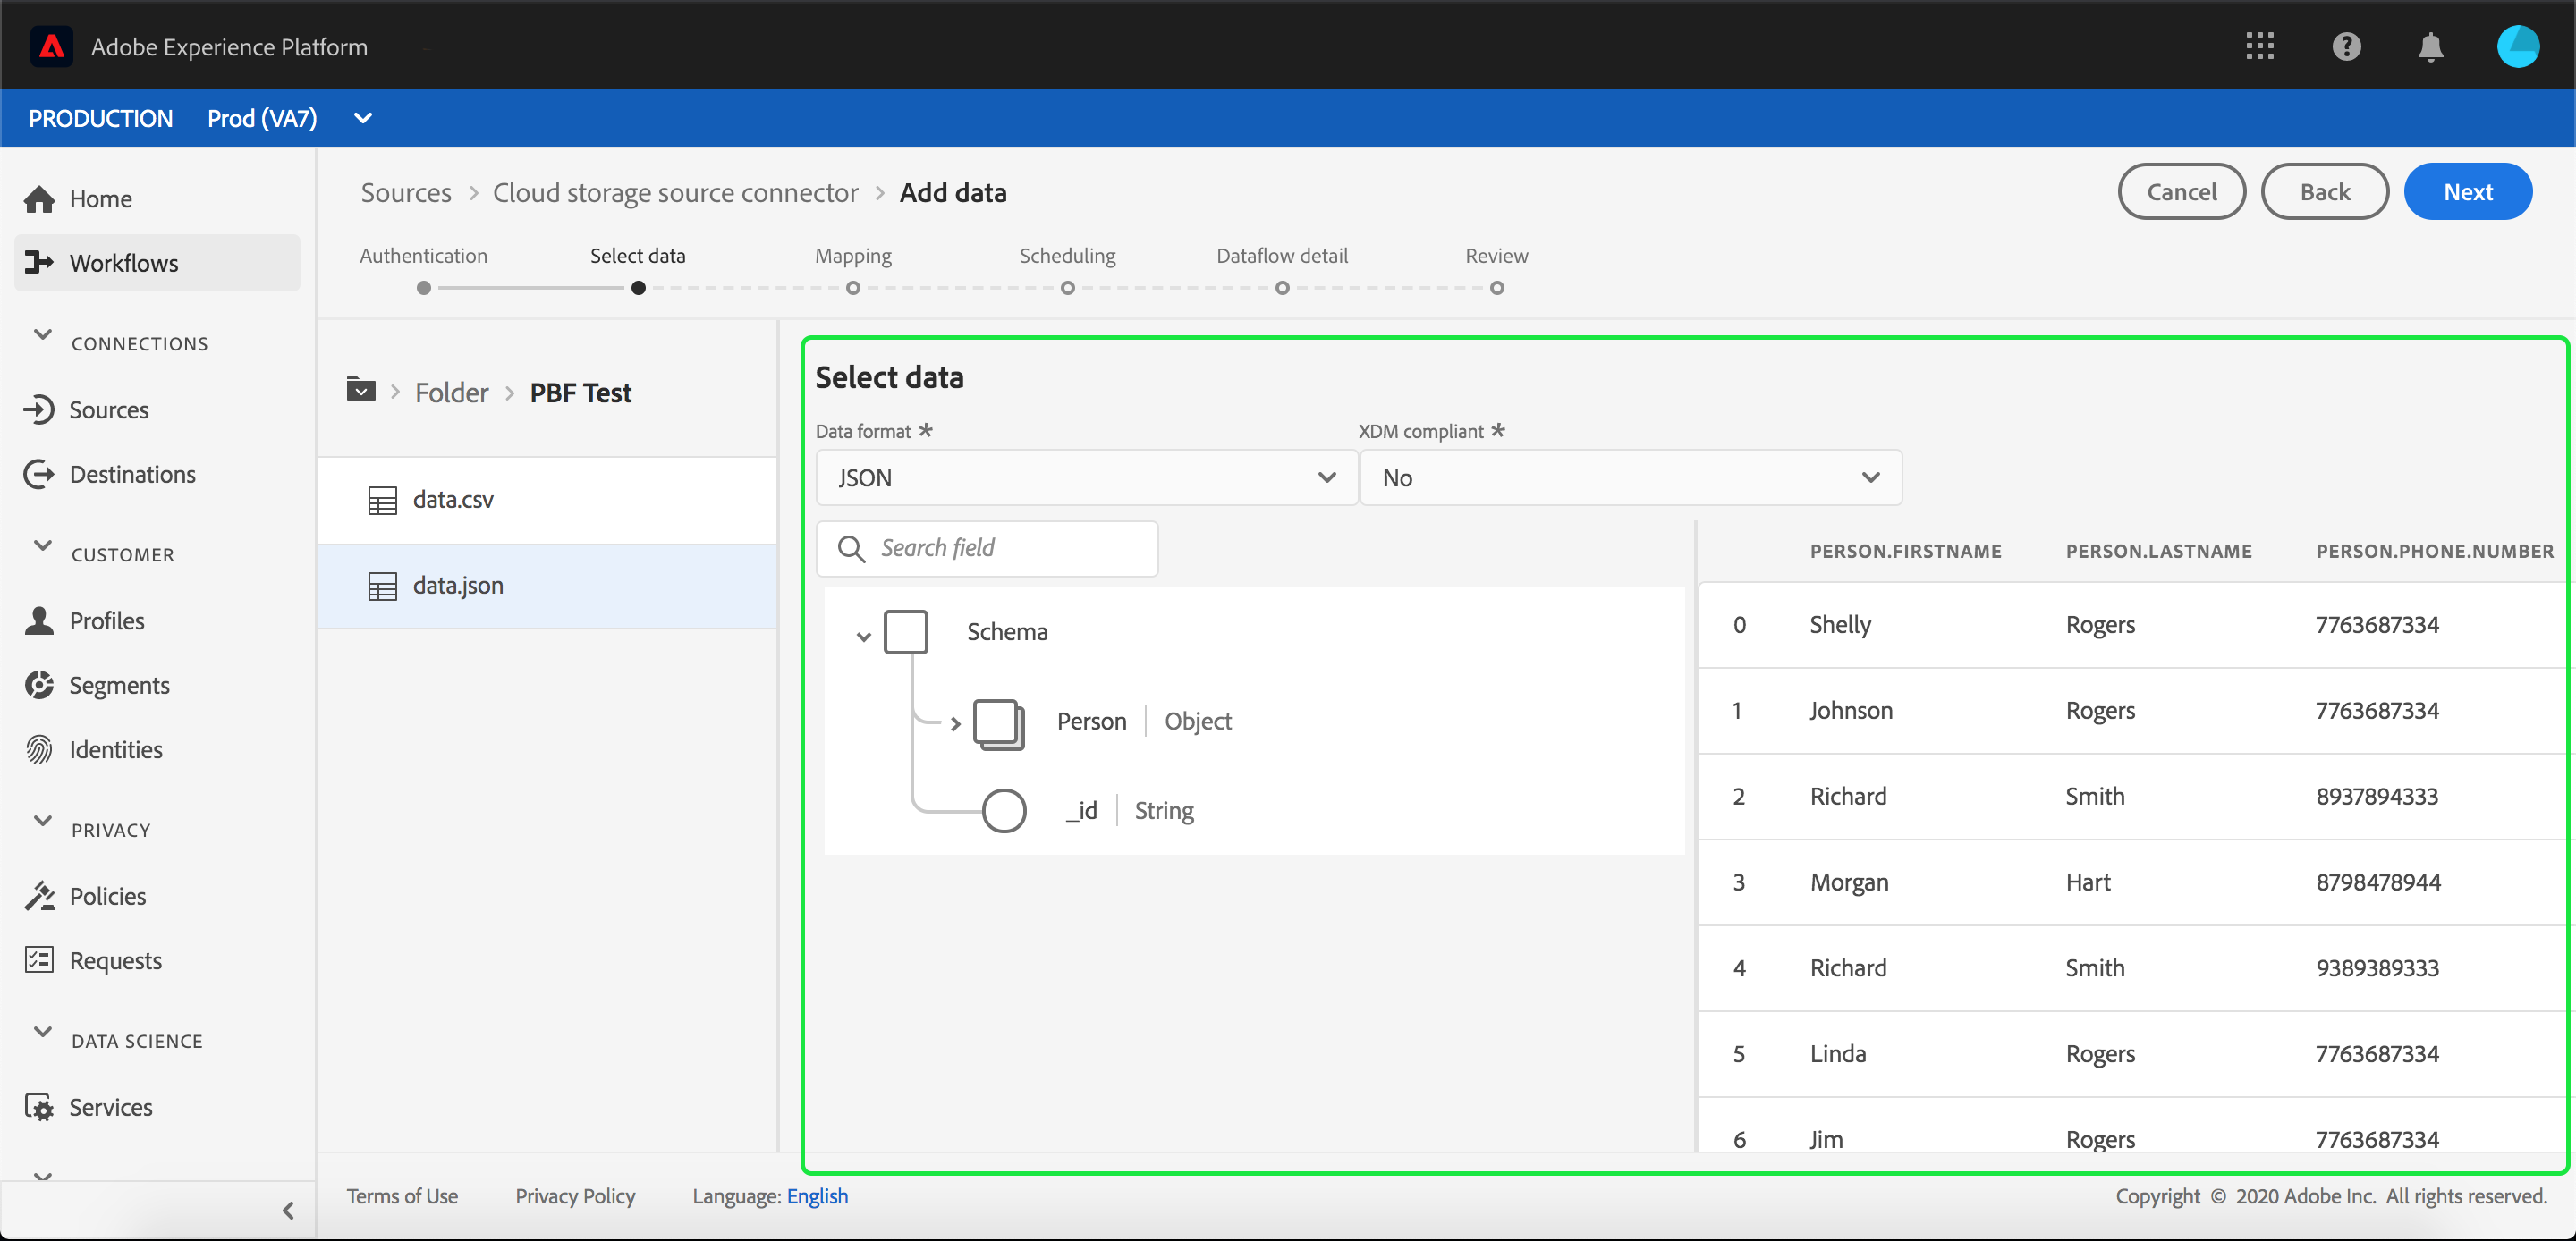 Adobe Experience Platform
PRODUCTION Prod (VA7)
Home
Workflows
CONNECTIONS
Sources
Destinations
CUSTOMER
Profiles
Segments
Identities
PRIVACY
Policies
Requests
DATA SCIENCE
Services
Sources > Cloud storage source connector > Add data
Cancel Back Next
Authentication Select data Mapping Scheduling Dataflow detail Review
> Folder > PBF Test
data.csv
data.json
Select data
Data format * XDM compliant *
JSON No
Search field
Schema
Person | Object
_id | String
PERSON.FIRSTNAME PERSON.LASTNAME PERSON.PHONE.NUMBER
0 Shelly Rogers 7763687334
1 Johnson Rogers 7763687334
2 Richard Smith 8937894333
3 Morgan Hart 8798478944
4 Richard Smith 9389389333
5 Linda Rogers 7763687334
6 Jim Rogers 7763687334
Terms of Use Privacy Policy Language: English Copyright © 2020 Adobe Inc. All rights reserved.